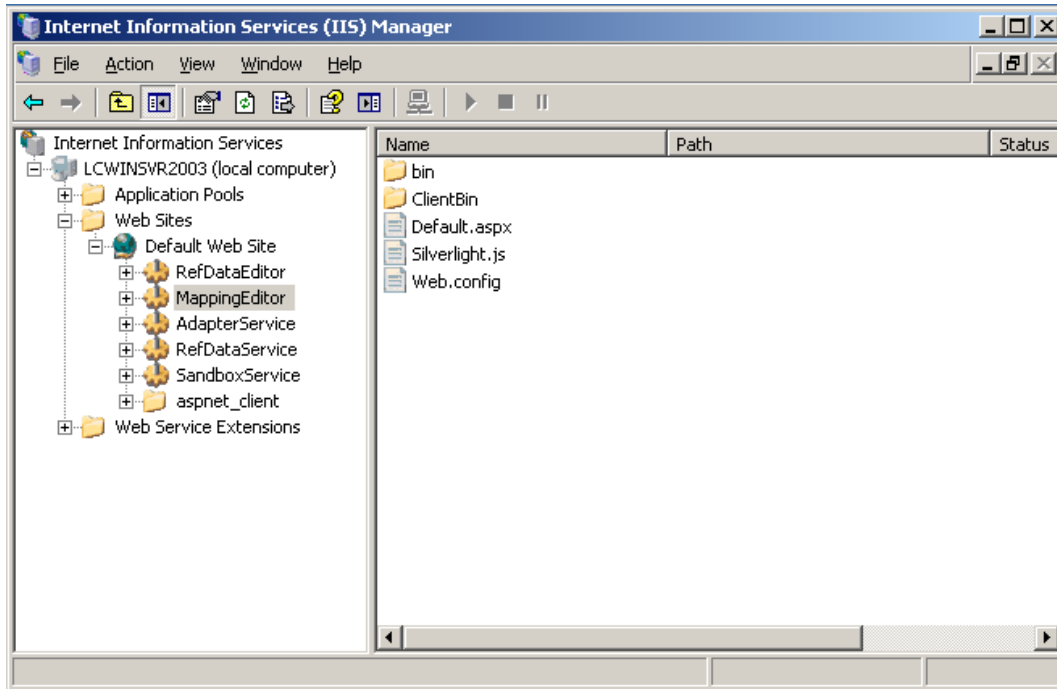 Internet Information Services (IIS) Manager
File Action View Window Help
Internet Information Services
LCWINSVR2003 (local computer)
Application Pools
Web Sites
Default Web Site
RefDataEditor
MappingEditor
AdapterService
RefDataService
SandboxService
aspnet_client
Web Service Extensions
Name Path Status
bin
ClientBin
Default.aspx
Silverlight.js
Web.config